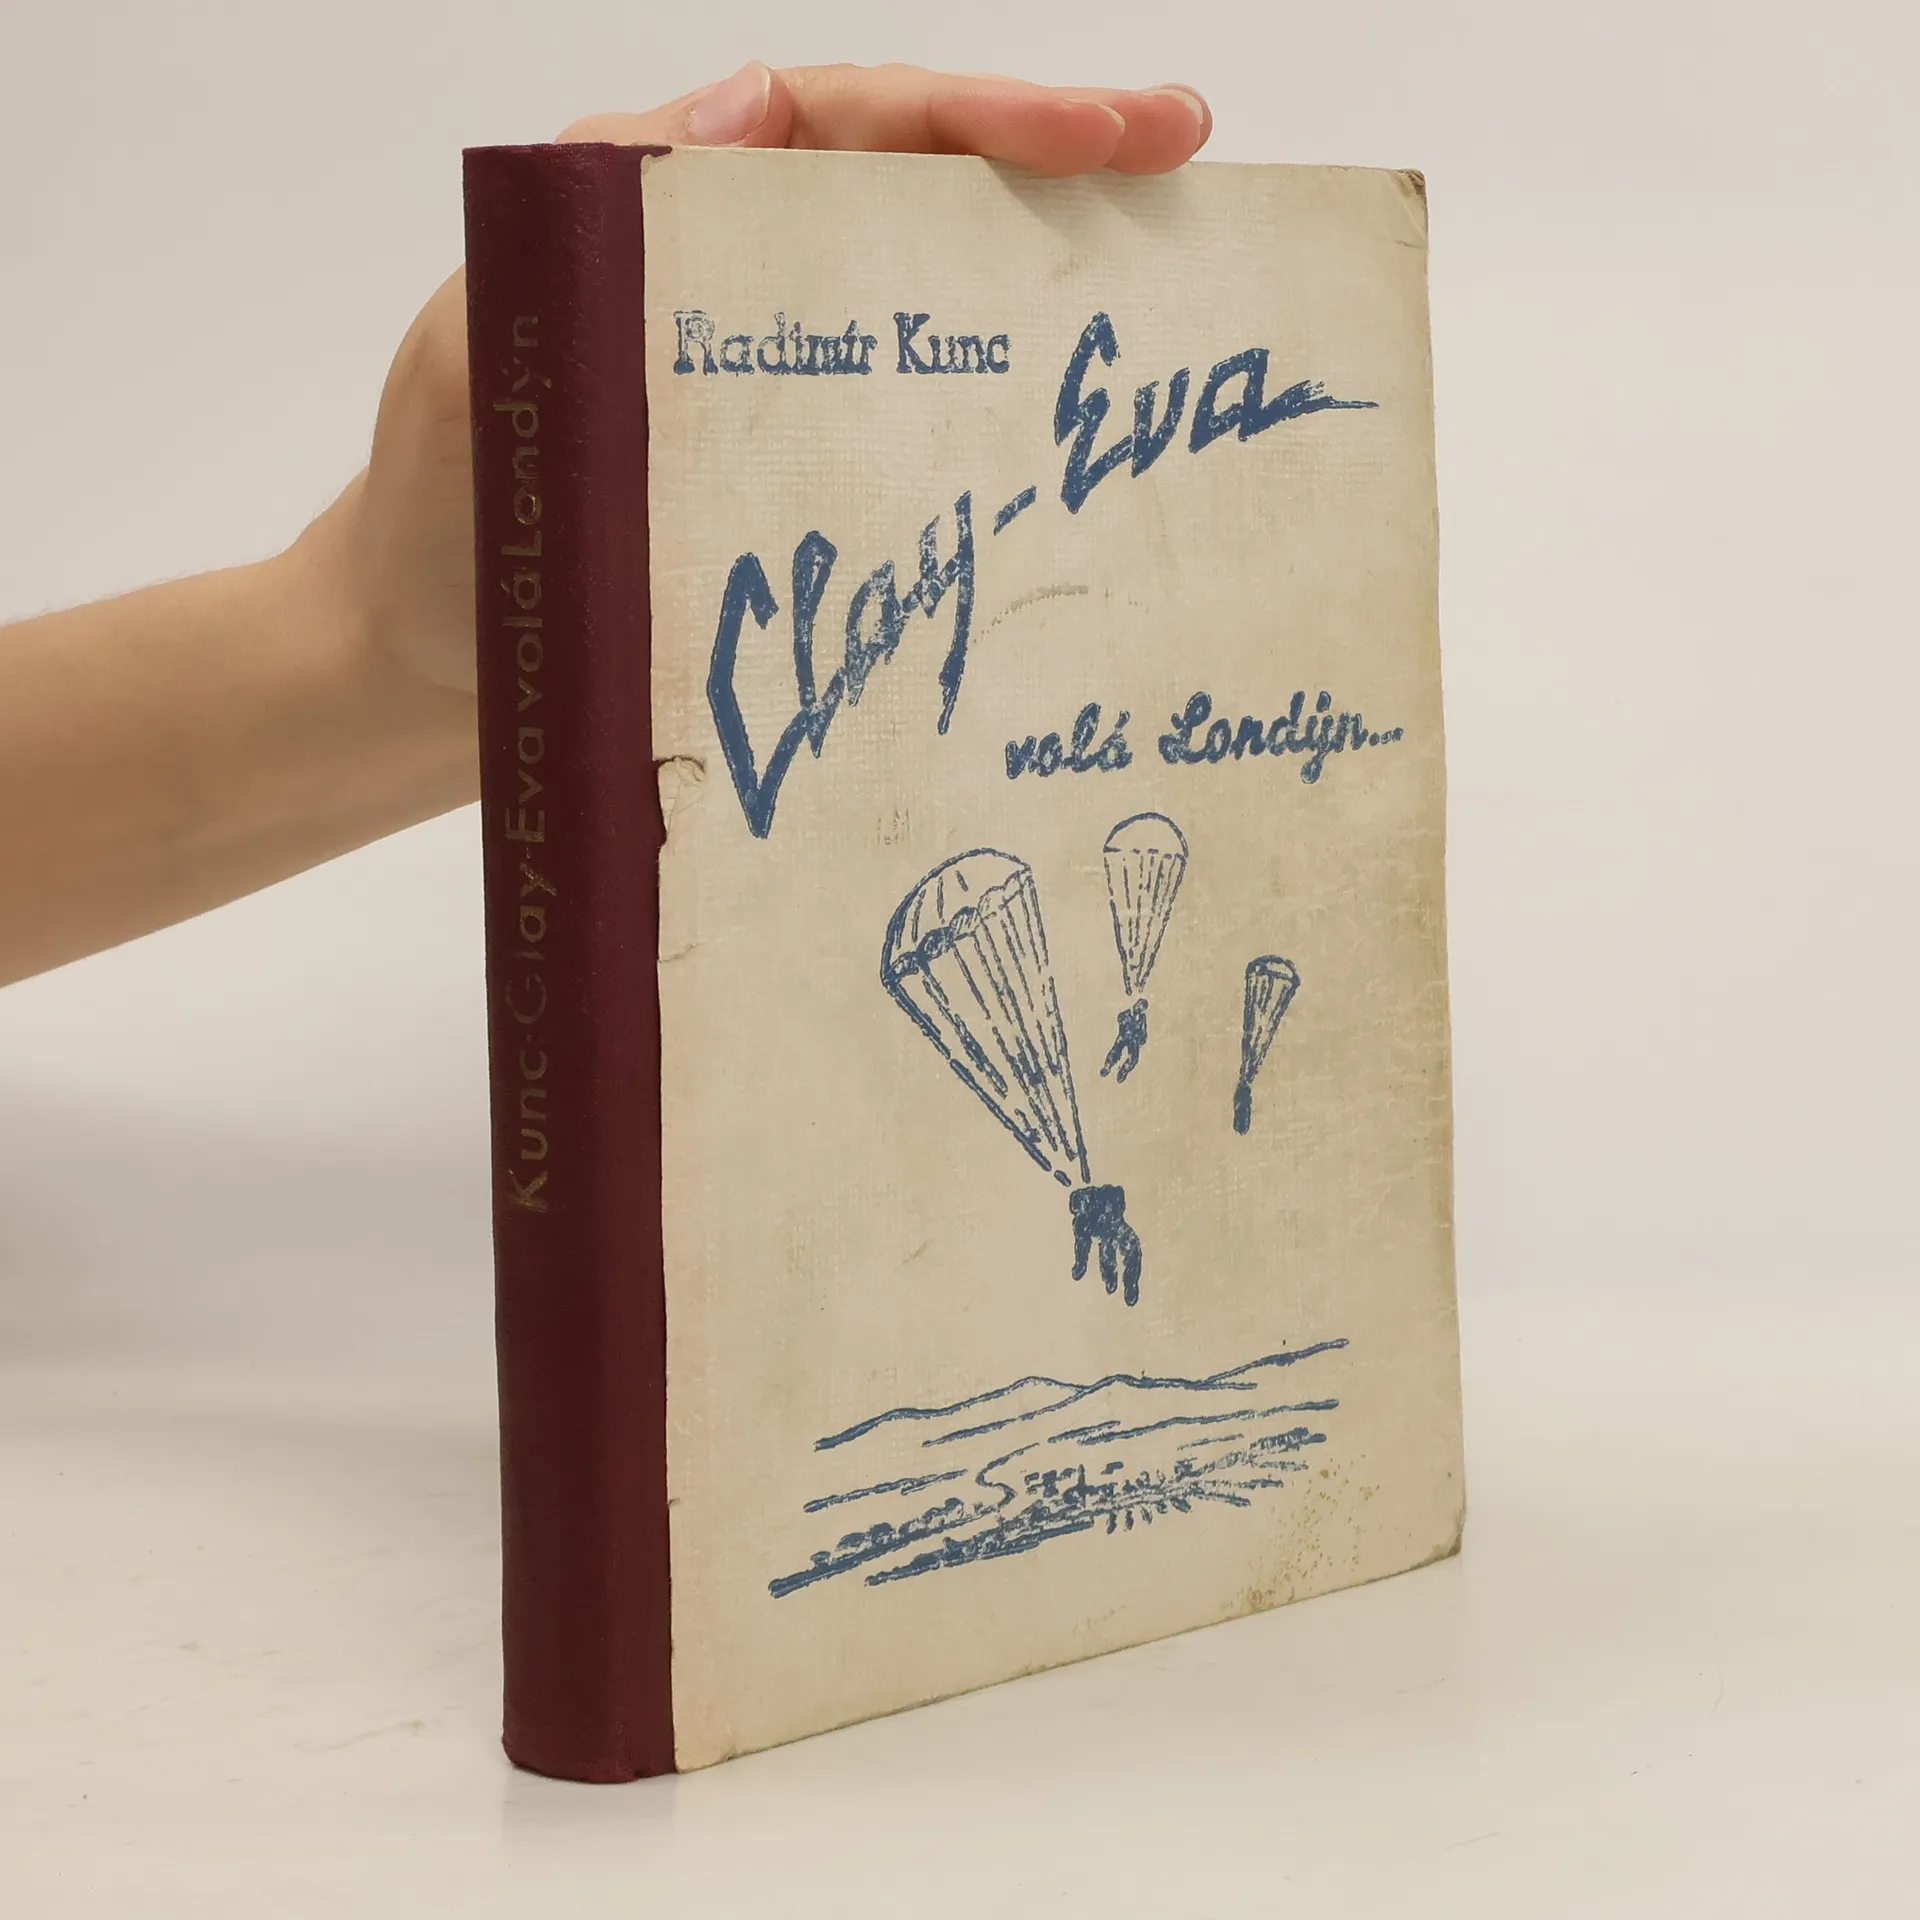 Kunc·Clay-Eva volá Londýn
Radimír Kunc
Clay-Eva
volá Londýn...